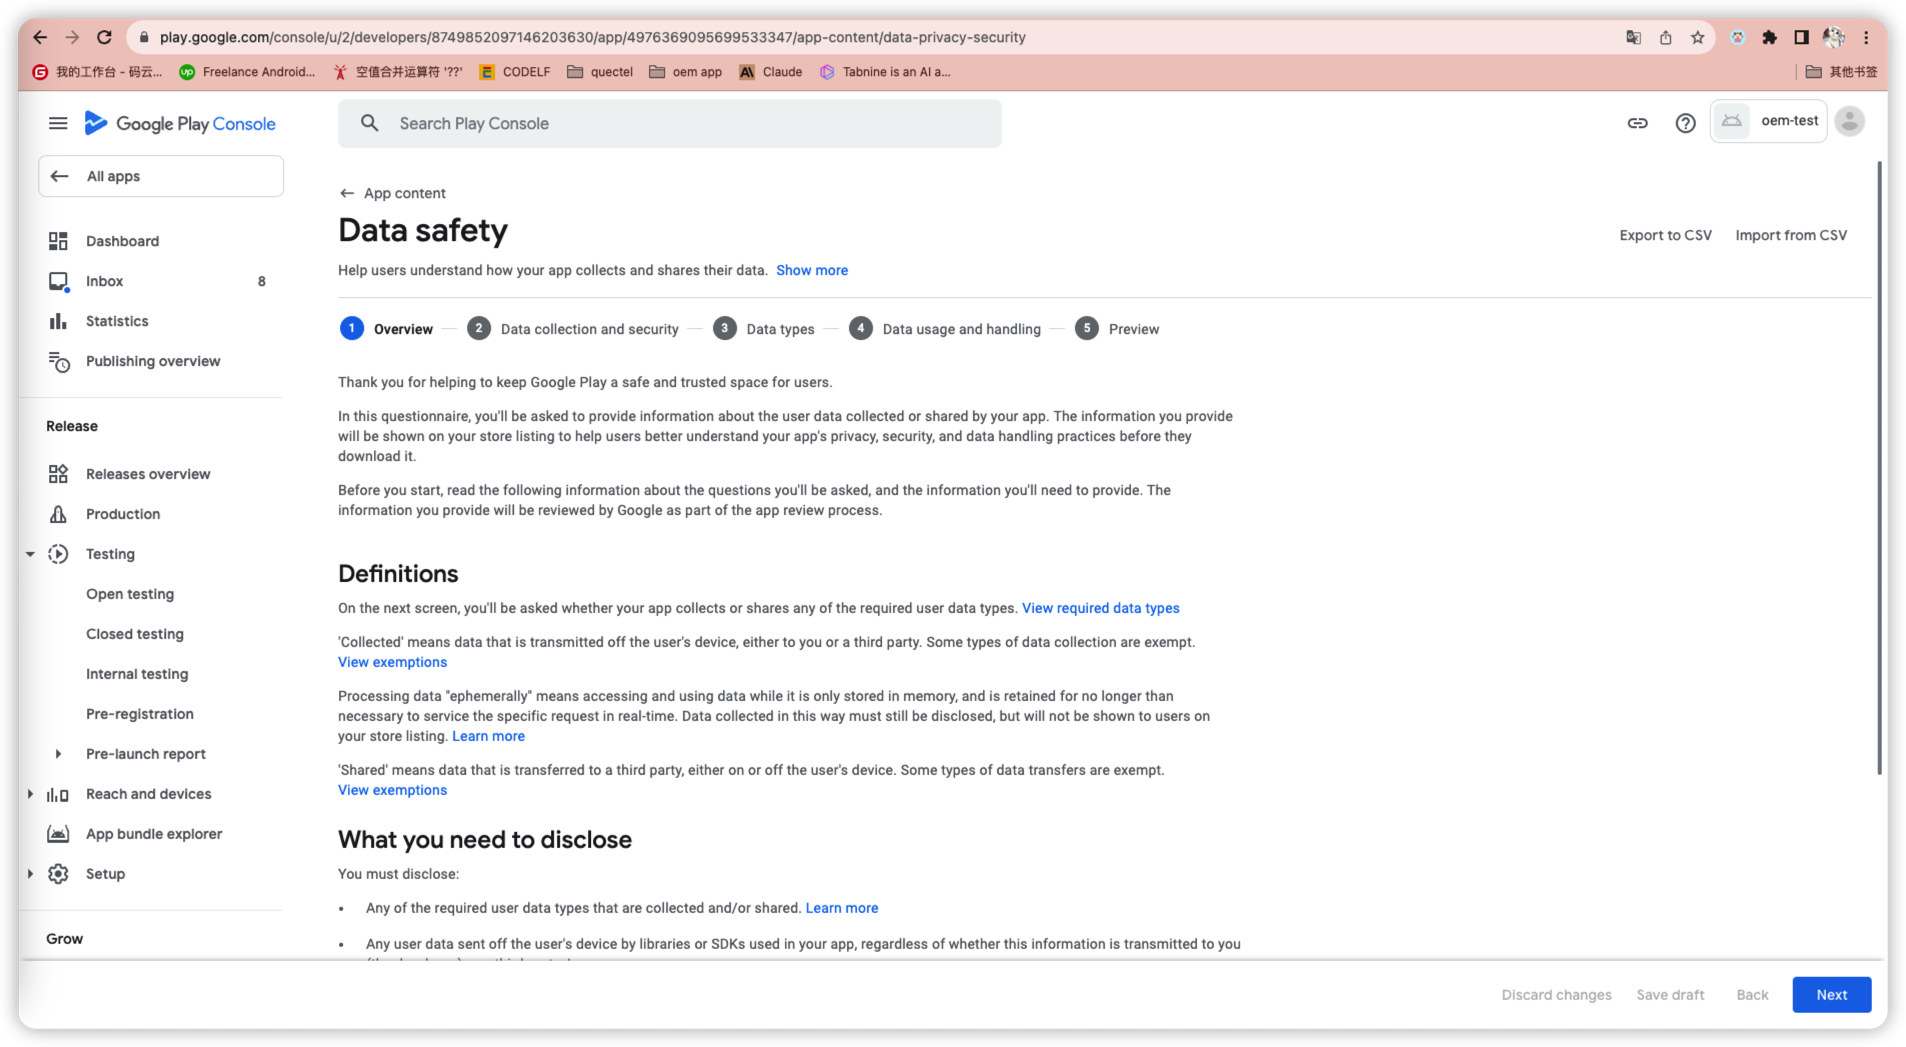 play.google.com/console/u/2/developers/8749852097146203630/app/4976369095699533347/app-content/data-privacy-security
我的工作台 - 码云... Freelance Android... 空值合并运算符 '??' CODELF quectel oem app Claude Tabnine is an AI a... 其他书签
Google Play Console
Search Play Console
oem-test
All apps
Dashboard
Inbox 8
Statistics
Publishing overview
Release
Releases overview
Production
Testing
Open testing
Closed testing
Internal testing
Pre-registration
Pre-launch report
Reach and devices
App bundle explorer
Setup
Grow
App content
Data safety
Export to CSV Import from CSV
Help users understand how your app collects and shares their data. Show more
1 Overview 2 Data collection and security 3 Data types 4 Data usage and handling 5 Preview
Thank you for helping to keep Google Play a safe and trusted space for users.
In this questionnaire, you'll be asked to provide information about the user data collected or shared by your app. The information you provide
will be shown on your store listing to help users better understand your app's privacy, security, and data handling practices before they
download it.
Before you start, read the following information about the questions you'll be asked, and the information you'll need to provide. The
information you provide will be reviewed by Google as part of the app review process.
Definitions
On the next screen, you'll be asked whether your app collects or shares any of the required user data types. View required data types
'Collected' means data that is transmitted off the user's device, either to you or a third party. Some types of data collection are exempt.
View exemptions
Processing data "ephemerally" means accessing and using data while it is only stored in memory, and is retained for no longer than
necessary to service the specific request in real-time. Data collected in this way must still be disclosed, but will not be shown to users on
your store listing. Learn more
'Shared' means data that is transferred to a third party, either on or off the user's device. Some types of data transfers are exempt.
View exemptions
What you need to disclose
You must disclose:
• Any of the required user data types that are collected and/or shared. Learn more
• Any user data sent off the user's device by libraries or SDKs used in your app, regardless of whether this information is transmitted to you
Discard changes Save draft Back Next